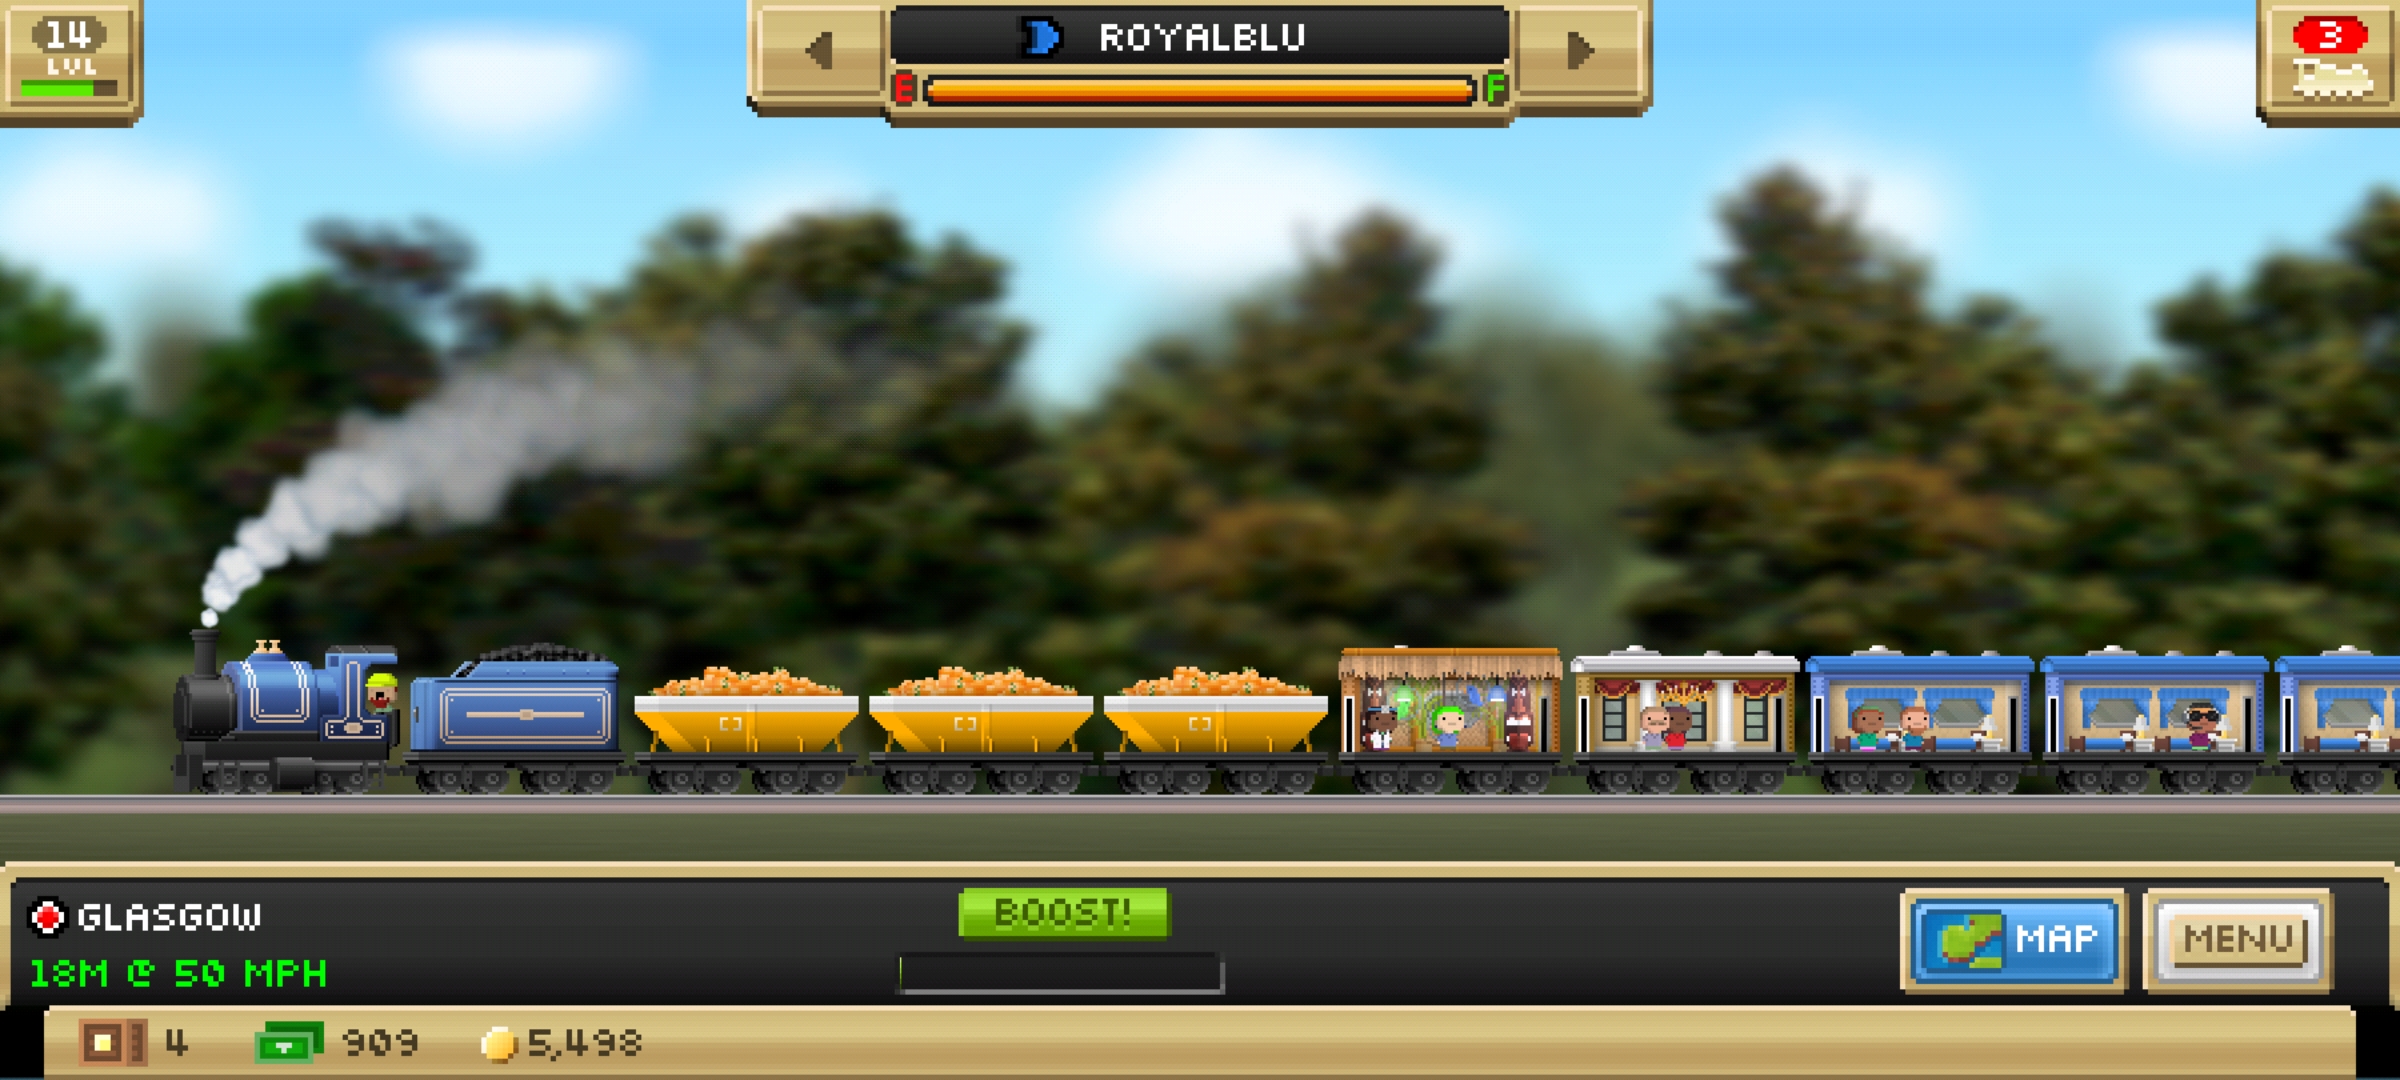 14
LVL
ROYALBLU
E
F
3
GLASGOW
18M @ 50 MPH
BOOST!
MAP
MENU
4
909
5,498